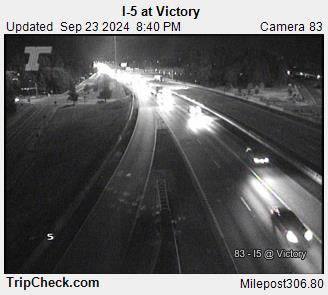 I-5 at Victory
Updated Sep 23 2024 8:40 PM Camera 83
T
S
83 - I5 @ Victory
TripCheck.com Milepost306.80